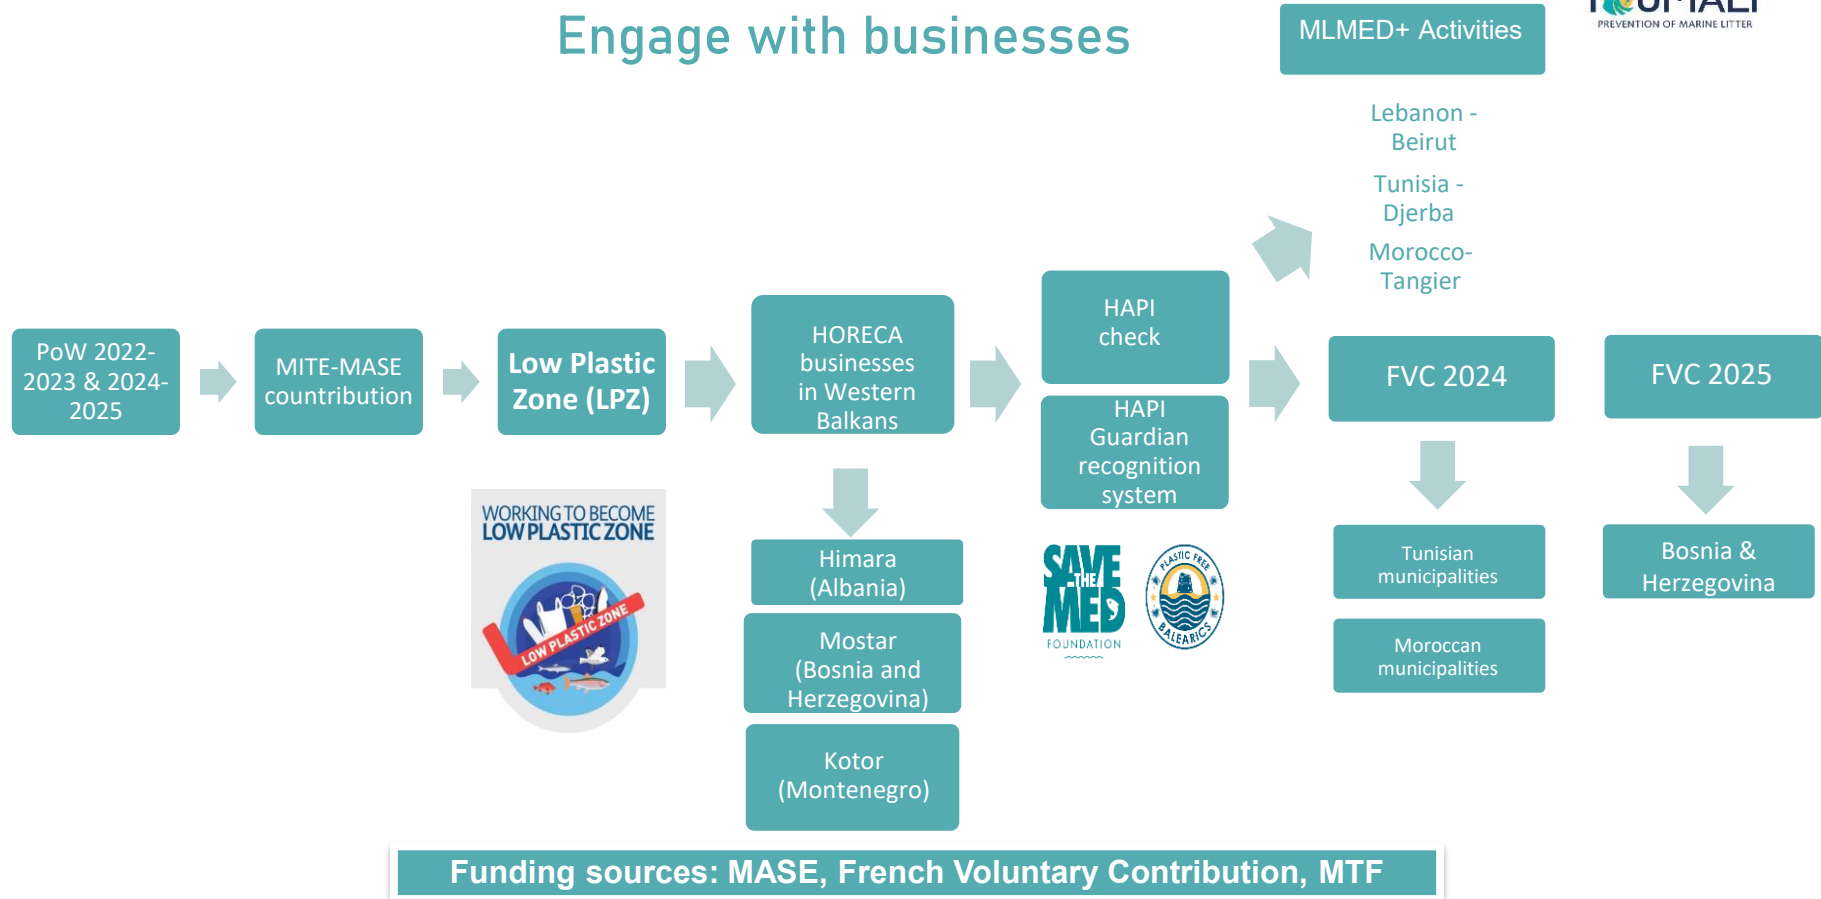 Engage with businesses
MLMED+ Activities
PREVENTION OF MARINE LITTER
Lebanon -
Beirut
Tunisia -
Djerba
Morocco-
Tangier
PoW 2022-
2023 & 2024-
2025
MITE-MASE
countribution
Low Plastic
Zone (LPZ)
HORECA
businesses
in Western
Balkans
HAPI
check
HAPI
Guardian
recognition
system
FVC 2024
FVC 2025
WORKING TO BECOME
LOW PLASTIC ZONE
LOW PLASTIC ZONE
Himara
(Albania)
Mostar
(Bosnia and
Herzegovina)
Kotor
(Montenegro)
SAVE
THE
MED
FOUNDATION
PLASTIC FREE
BALEARICS
Tunisian
municipalities
Moroccan
municipalities
Bosnia &
Herzegovina
Funding sources: MASE, French Voluntary Contribution, MTF